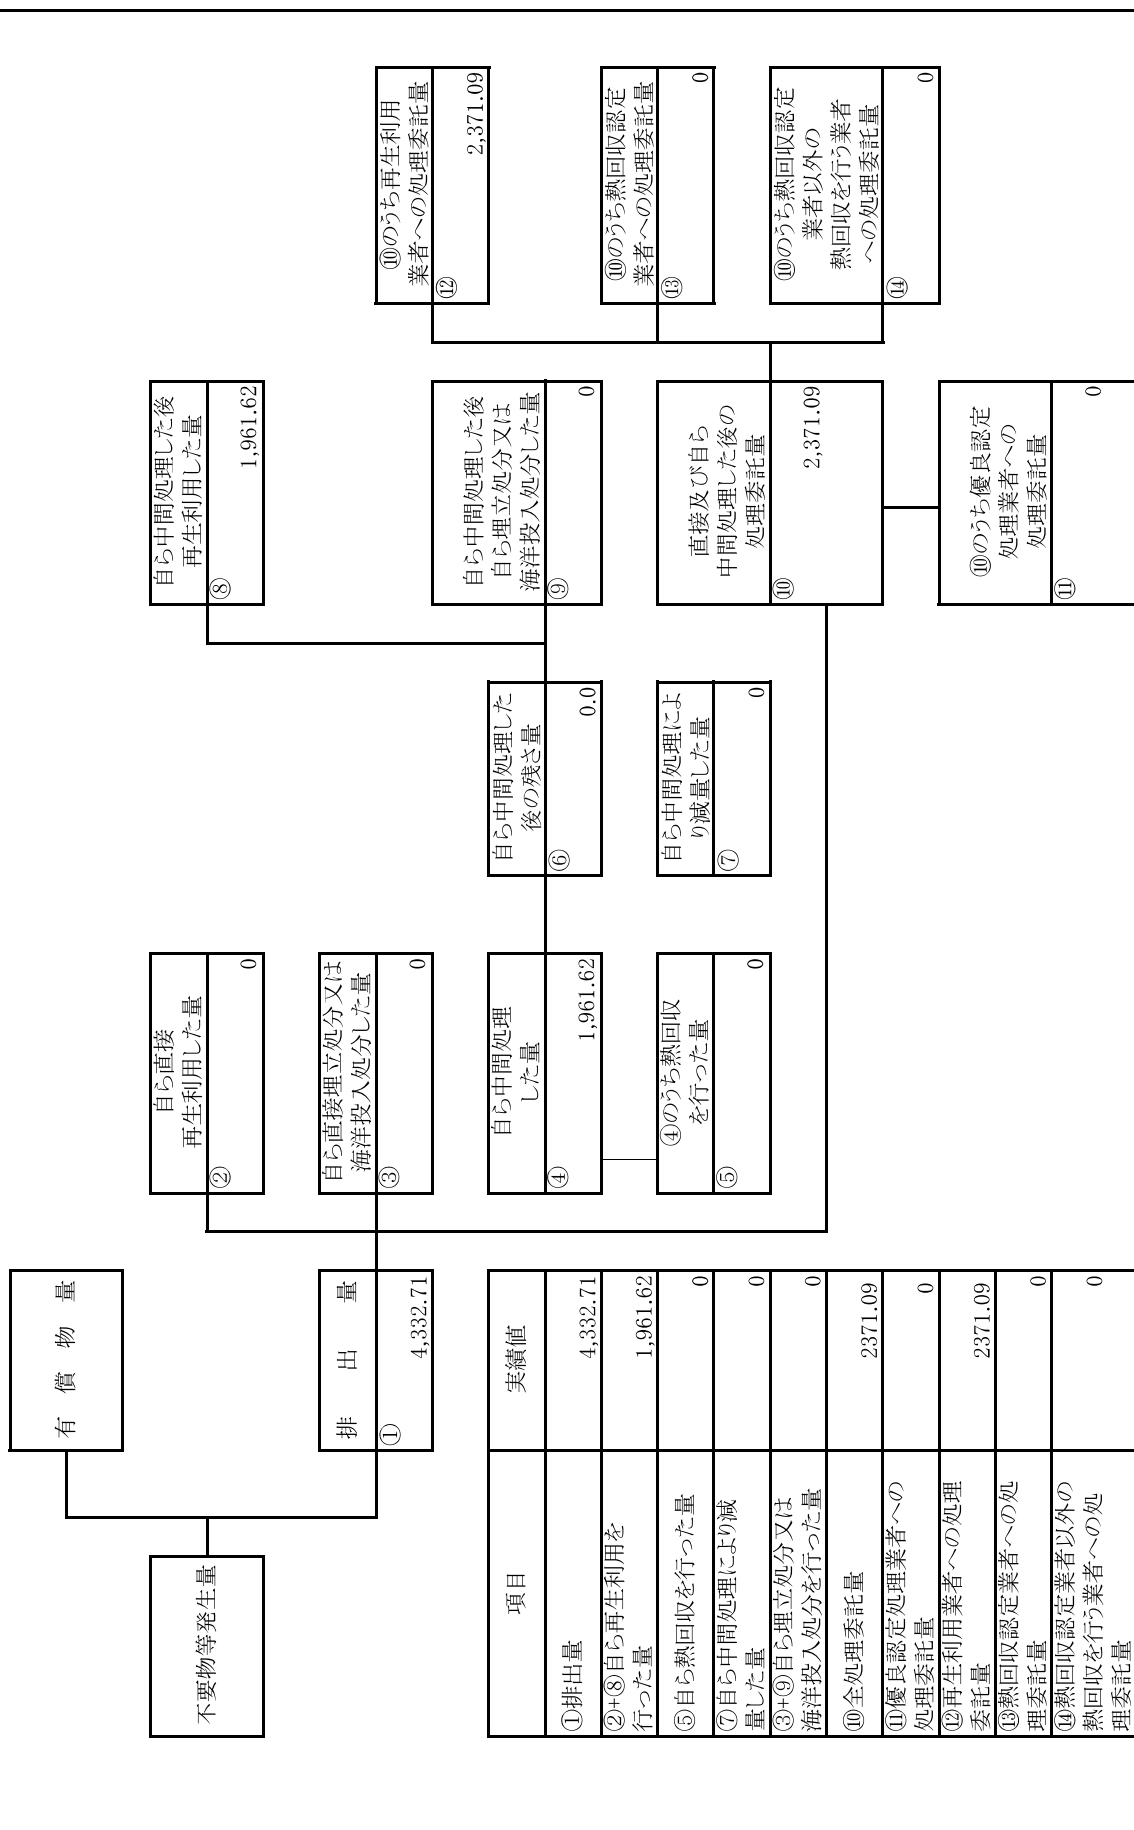 不要物等発生量
有償物量
排出量
①
4,332.71
自ら直接
再生利用した量
②
0
自ら直接埋立処分又は
海洋投入処分した量
③
0
自ら中間処理
した量
④
1,961.62
④のうち熱回収
を行った量
⑤
0
自ら中間処理した
後の残さ量
⑥
0.0
自ら中間処理によ
り減量した量
⑦
0
自ら中間処理した後
再生利用した量
⑧
1,961.62
自ら中間処理した後
自ら埋立処分又は
海洋投入処分した量
⑨
0
直接及び自ら
中間処理した後の
処理委託量
⑩
2,371.09
⑩のうち優良認定
処理業者への
処理委託量
⑪
0
⑩のうち再生利用
業者への処理委託量
⑫
2,371.09
⑩のうち熱回収認定
業者への処理委託量
⑬
0
⑩のうち熱回収認定
業者以外の
熱回収を行う業者
への処理委託量
⑭
0
項目
実績値
①排出量
4,332.71
②+⑧自ら再生利用を
行った量
1,961.62
⑤自ら熱回収を行った量
0
⑦自ら中間処理により減
量した量
0
③+⑨自ら埋立処分又は
海洋投入処分を行った量
0
⑩全処理委託量
2371.09
⑪優良認定処理業者への
処理委託量
0
⑫再生利用業者への処理
委託量
2371.09
⑬熱回収認定業者への処
理委託量
0
⑭熱回収認定業者以外の
熱回収を行う業者への処
理委託量
0